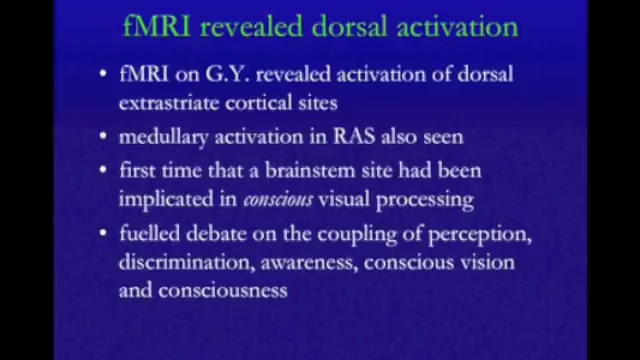 fMRI revealed dorsal activation
• fMRI on G.Y. revealed activation of dorsal
extrastriate cortical sites
• medullary activation in RAS also seen
• first time that a brainstem site had been
implicated in conscious visual processing
• fuelled debate on the coupling of perception,
discrimination, awareness, conscious vision
and consciousness